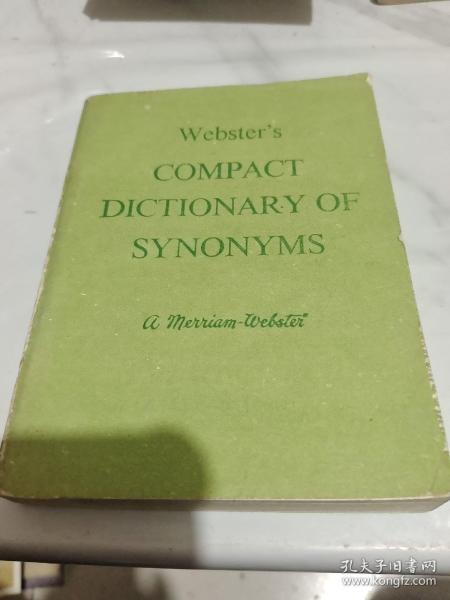 Webster's
COMPACT
DICTIONARY OF
SYNONYMS
a Merriam-Webster®
孔夫子旧书网
www.kongfz.com